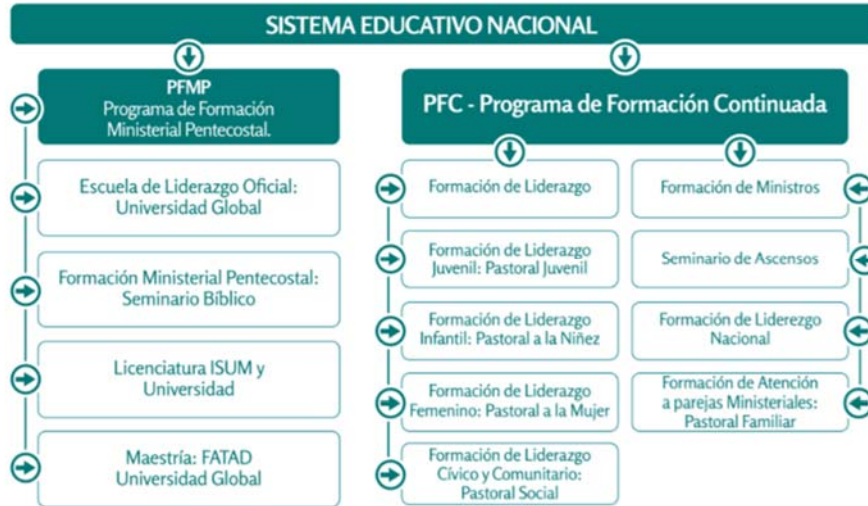 SISTEMA EDUCATIVO NACIONAL
PFMP
Programa de Formación
Ministerial Pentecostal.
Escuela de Liderazgo Oficial:
Universidad Global
Formación Ministerial Pentecostal:
Seminario Bíblico
Licenciatura ISUM y
Universidad
Maestría: FATAD
Universidad Global
PFC - Programa de Formación Continuada
Formación de Liderazgo
Formación de Liderazgo
Juvenil: Pastoral Juvenil
Formación de Liderazgo
Infantil: Pastoral a la Niñez
Formación de Liderazgo
Femenino: Pastoral a la Mujer
Formación de Liderazgo
Cívico y Comunitario:
Pastoral Social
Formación de Ministros
Seminario de Ascensos
Formación de Liderezgo
Nacional
Formación de Atención
a parejas Ministeriales:
Pastoral Familiar